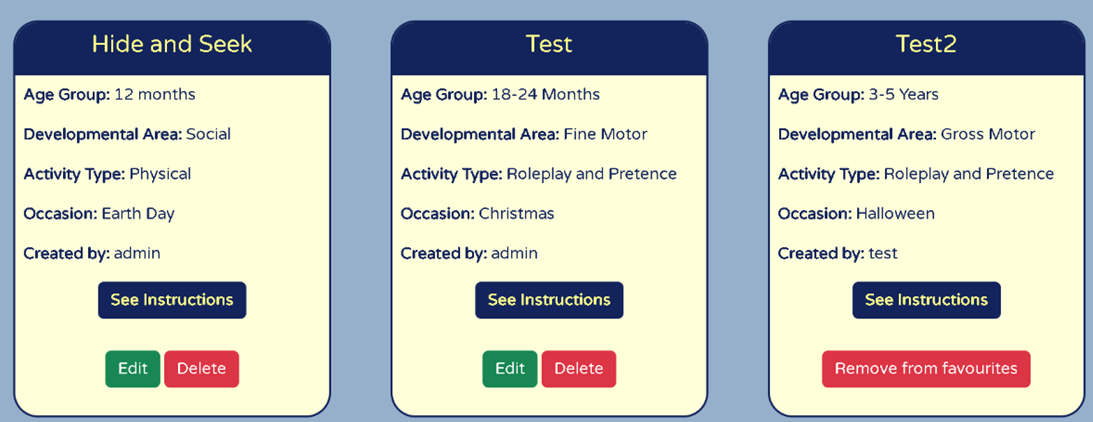 Hide and Seek
Age Group: 12 months
Developmental Area: Social
Activity Type: Physical
Occasion: Earth Day
Created by: admin
See Instructions
Edit Delete
Test
Age Group: 18-24 Months
Developmental Area: Fine Motor
Activity Type: Roleplay and Pretence
Occasion: Christmas
Created by: admin
See Instructions
Edit Delete
Test2
Age Group: 3-5 Years
Developmental Area: Gross Motor
Activity Type: Roleplay and Pretence
Occasion: Halloween
Created by: test
See Instructions
Remove from favourites